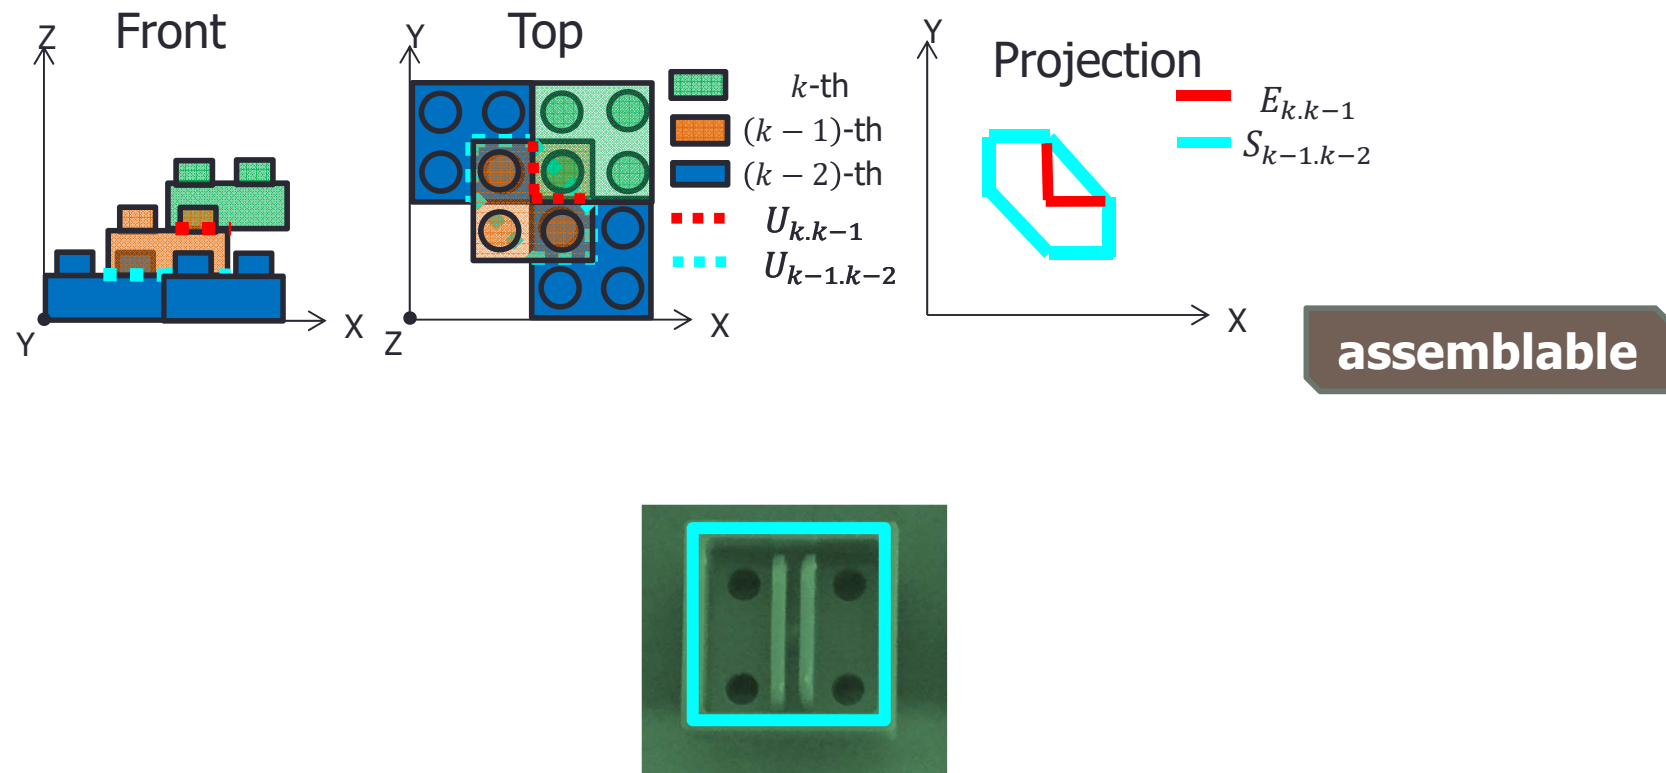 Front
Z
Y
X
Top
Y
Z
X
k-th
(k − 1)-th
(k − 2)-th
U_{k.k−1}
U_{k−1.k−2}
Projection
Y
X
E_{k.k−1}
S_{k−1.k−2}
assemblable